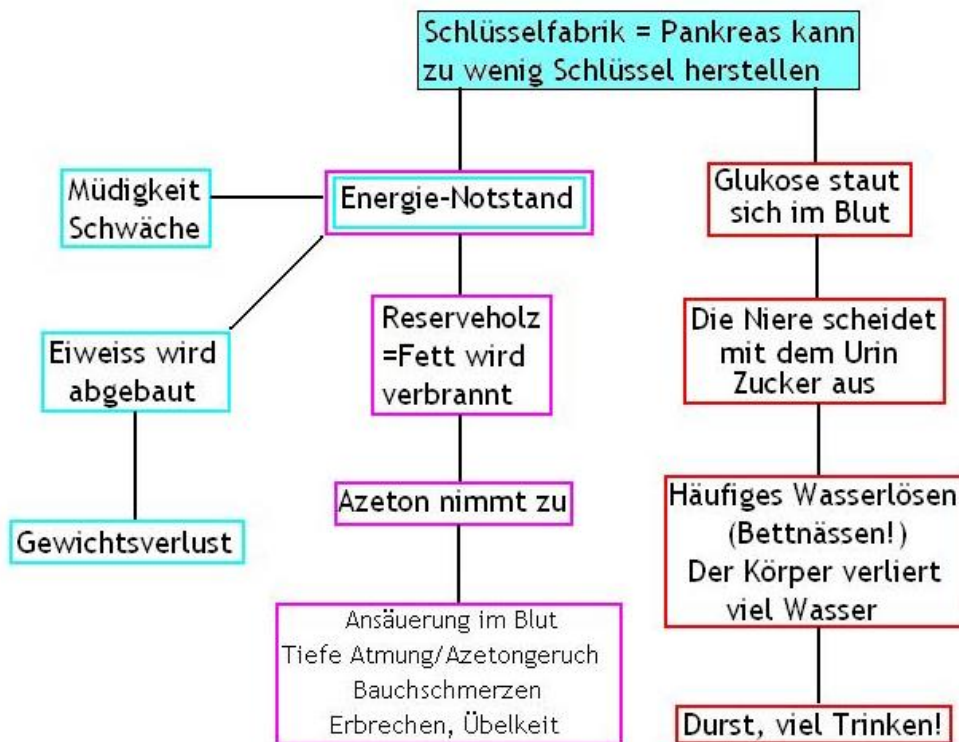 Schlüsselfabrik = Pankreas kann
zu wenig Schlüssel herstellen
Müdigkeit
Schwäche
Energie-Notstand
Glukose staut
sich im Blut
Eiweiss wird
abgebaut
Reserveholz
=Fett wird
verbrannt
Die Niere scheidet
mit dem Urin
Zucker aus
Gewichtsverlust
Azeton nimmt zu
Häufiges Wasserlösen
(Bettnässen!)
Der Körper verliert
viel Wasser
Ansäuerung im Blut
Tiefe Atmung/Azetongeruch
Bauchschmerzen
Erbrechen, Übelkeit
Durst, viel Trinken!